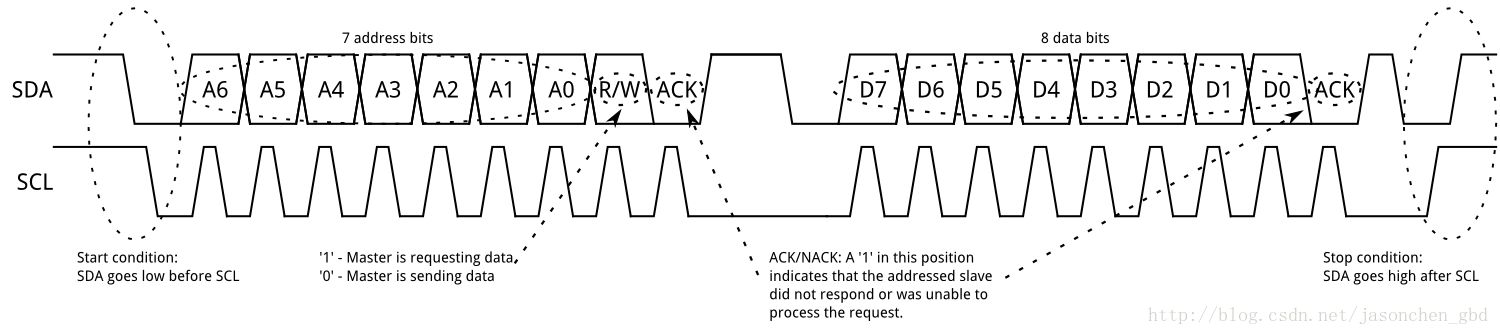 7 address bits
8 data bits
SDA A6 A5 A4 A3 A2 A1 A0 R/W ACK D7 D6 D5 D4 D3 D2 D1 D0 ACK
SCL
Start condition:
SDA goes low before SCL
'1' - Master is requesting data
'0' - Master is sending data
ACK/NACK: A '1' in this position
indicates that the addressed slave
did not respond or was unable to
process the request.
Stop condition:
SDA goes high after SCL
http://blog.csdn.net/jasonchen_gbd